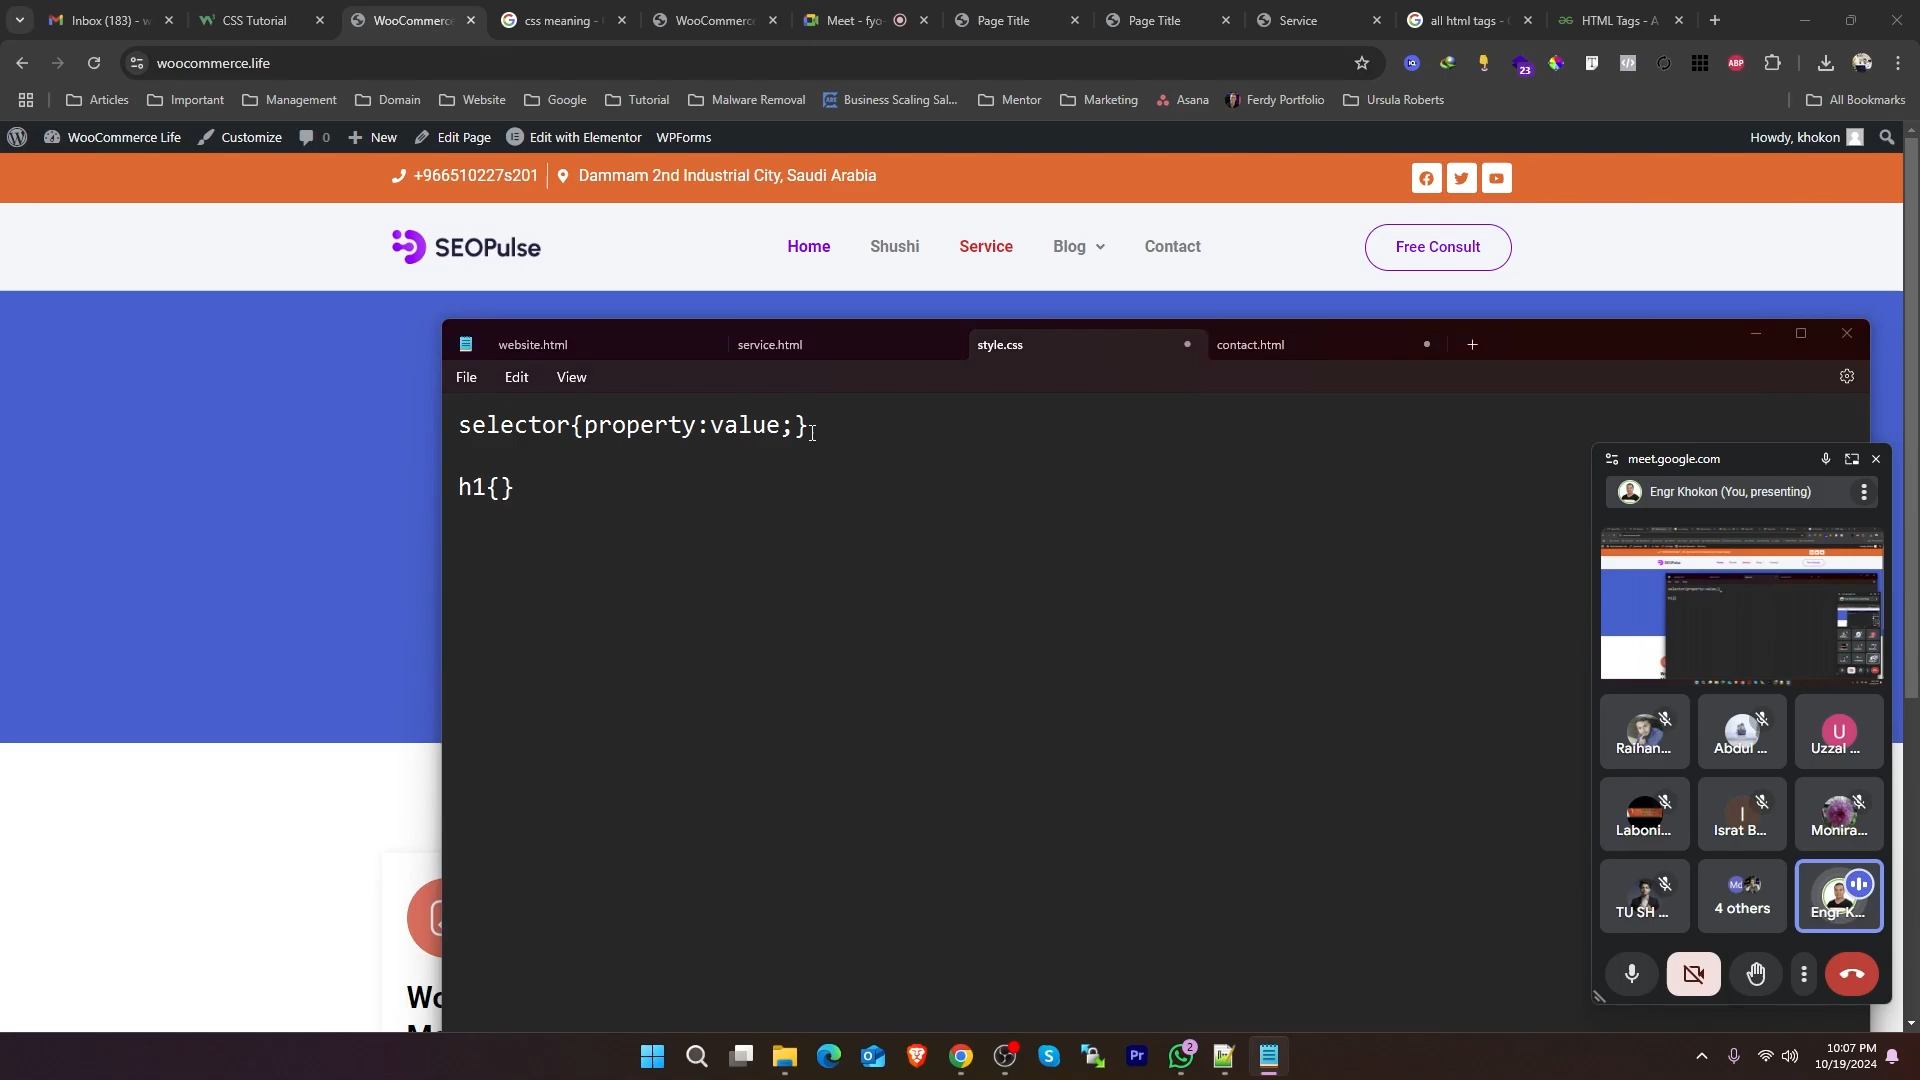 Inbox (183) - w
CSS Tutorial
WooCommerce
css meaning -
WooCommerce
Meet - fyo
Page Title
Page Title
Service
all html tags -
HTML Tags - A
woocommerce.life
23
ABP
Articles
Important
Management
Domain
Website
Google
Tutorial
Malware Removal
Business Scaling Sal...
Mentor
Marketing
Asana
Ferdy Portfolio
Ursula Roberts
All Bookmarks
WooCommerce Life
Customize
0
New
Edit Page
Edit with Elementor
WPForms
Howdy, khokon
+966510227s201
Dammam 2nd Industrial City, Saudi Arabia
SEOPulse
Home
Shushi
Service
Blog
Contact
Free Consult
website.html
service.html
style.css
contact.html
File
Edit
View
selector{property:value;}
h1{}
meet.google.com
Engr Khokon (You, presenting)
Raihan...
Abdul ...
U
Uzzal ...
Laboni...
I
Israt B...
Monira...
TU SH ...
4 others
Engr K...
Wo
2
Pr
10:07 PM
10/19/2024